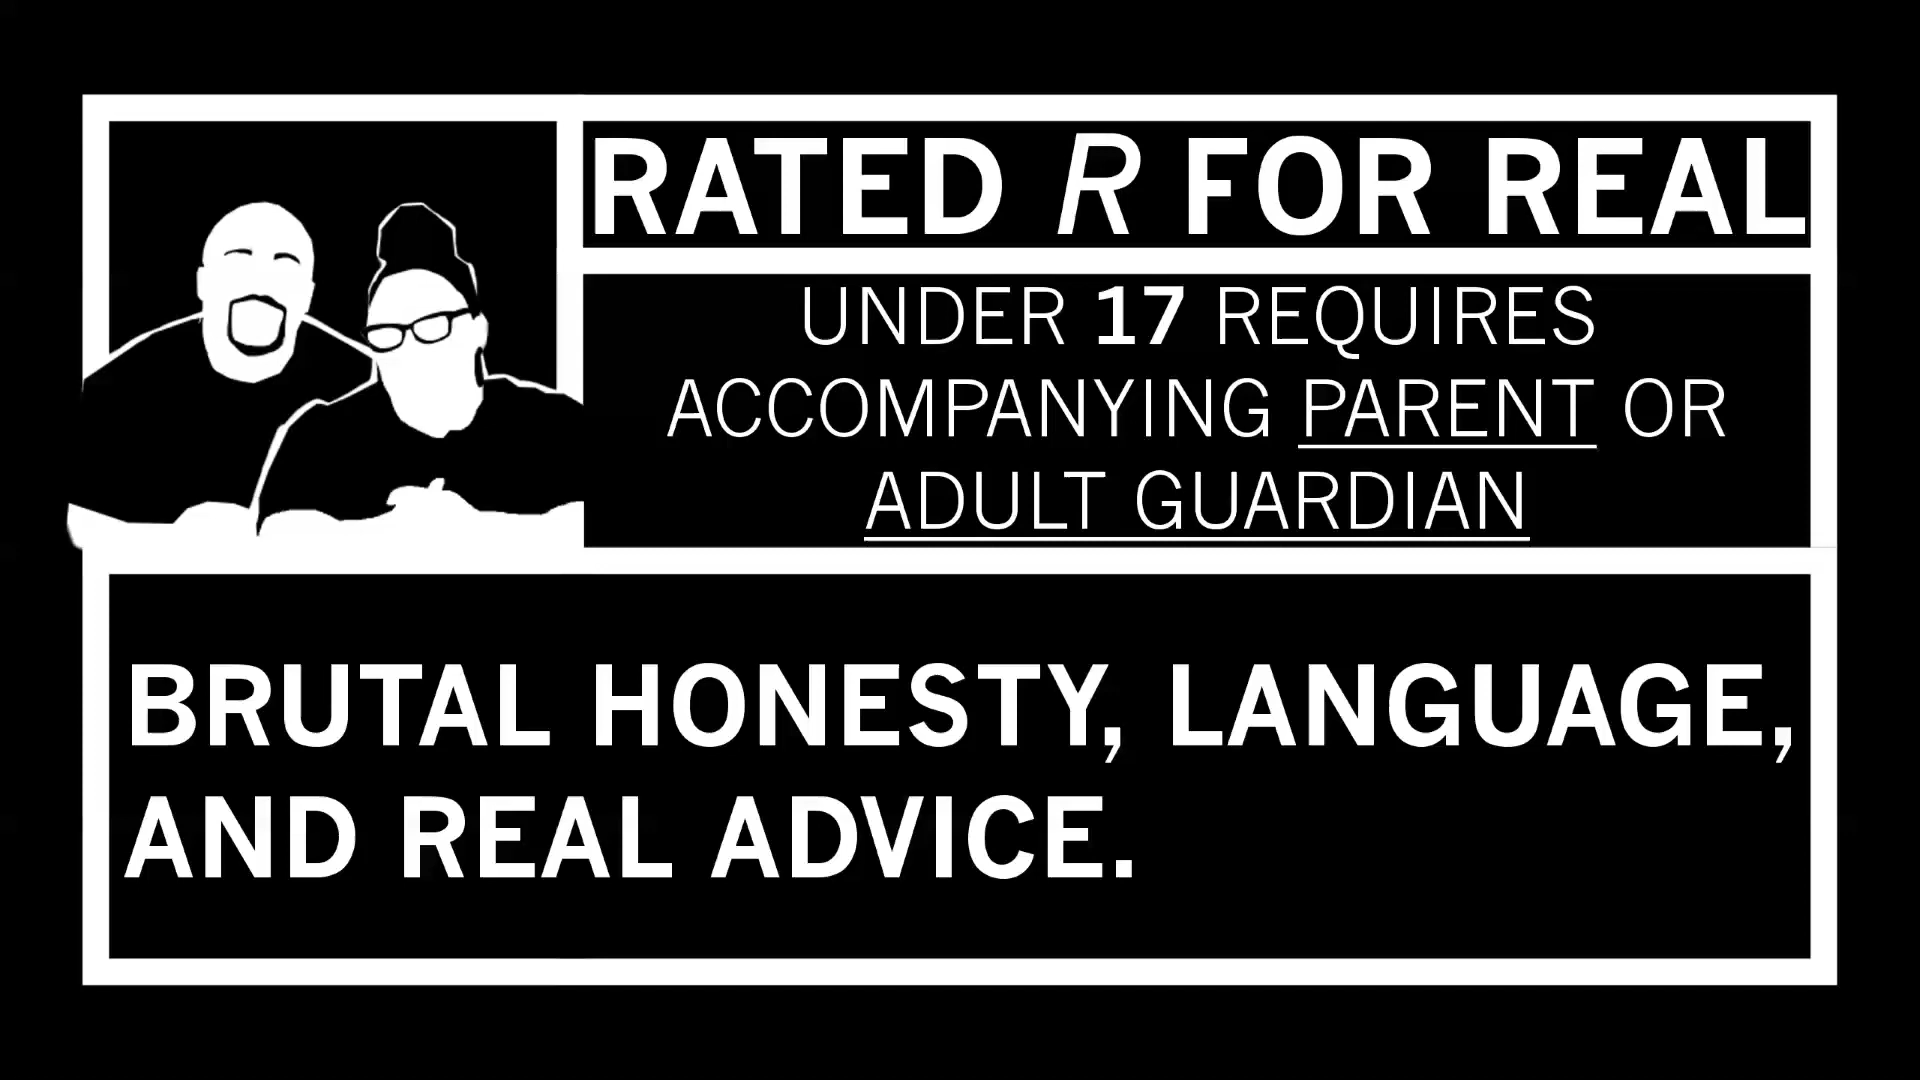 RATED R FOR REAL
UNDER 17 REQUIRES
ACCOMPANYING PARENT OR
ADULT GUARDIAN
BRUTAL HONESTY, LANGUAGE,
AND REAL ADVICE.